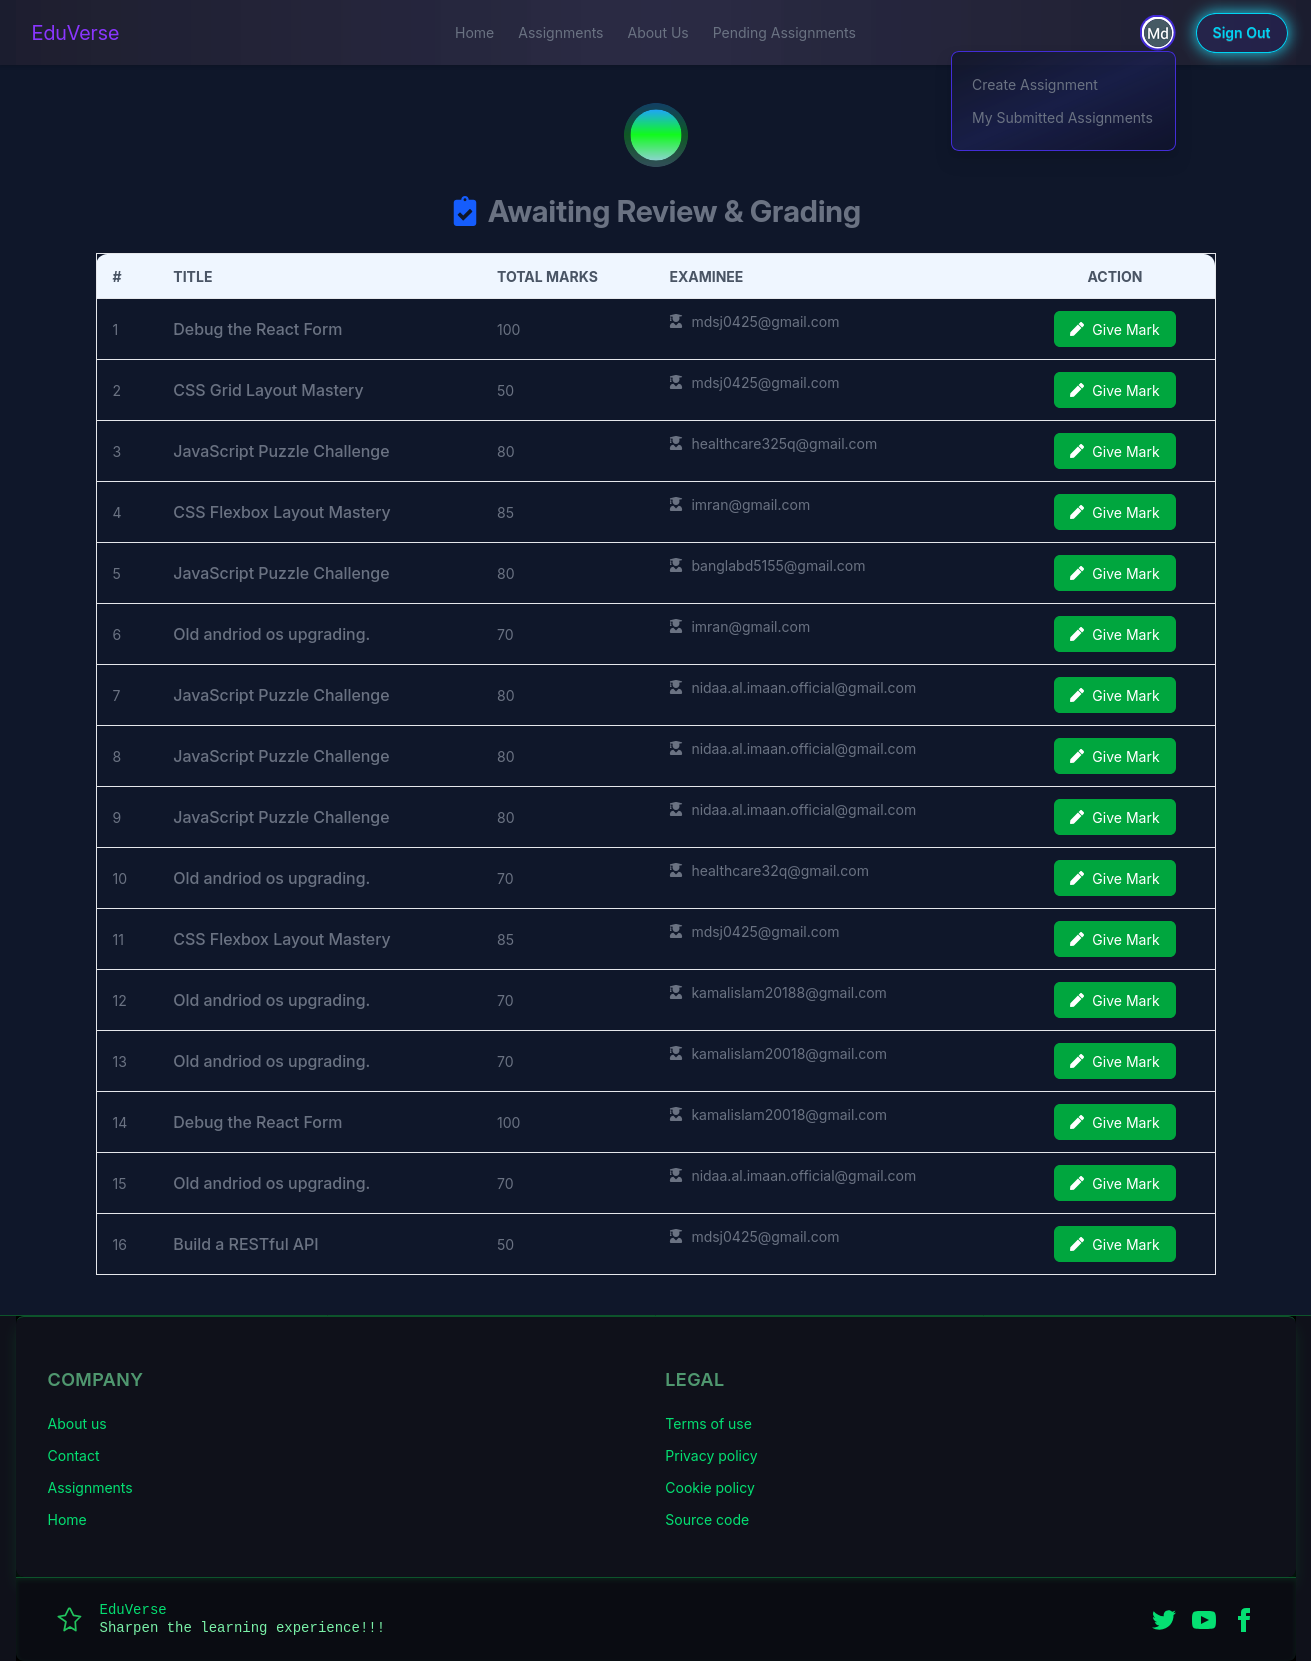 EduVerse
Home Assignments About Us Pending Assignments
Md
Sign Out
Create Assignment
My Submitted Assignments
Awaiting Review & Grading
# TITLE TOTAL MARKS EXAMINEE ACTION
1 Debug the React Form 100 mdsj0425@gmail.com Give Mark
2 CSS Grid Layout Mastery 50 mdsj0425@gmail.com Give Mark
3 JavaScript Puzzle Challenge 80 healthcare325q@gmail.com Give Mark
4 CSS Flexbox Layout Mastery 85 imran@gmail.com Give Mark
5 JavaScript Puzzle Challenge 80 banglabd5155@gmail.com Give Mark
6 Old andriod os upgrading. 70 imran@gmail.com Give Mark
7 JavaScript Puzzle Challenge 80 nidaa.al.imaan.official@gmail.com Give Mark
8 JavaScript Puzzle Challenge 80 nidaa.al.imaan.official@gmail.com Give Mark
9 JavaScript Puzzle Challenge 80 nidaa.al.imaan.official@gmail.com Give Mark
10 Old andriod os upgrading. 70 healthcare32q@gmail.com Give Mark
11 CSS Flexbox Layout Mastery 85 mdsj0425@gmail.com Give Mark
12 Old andriod os upgrading. 70 kamalislam20188@gmail.com Give Mark
13 Old andriod os upgrading. 70 kamalislam20018@gmail.com Give Mark
14 Debug the React Form 100 kamalislam20018@gmail.com Give Mark
15 Old andriod os upgrading. 70 nidaa.al.imaan.official@gmail.com Give Mark
16 Build a RESTful API 50 mdsj0425@gmail.com Give Mark
COMPANY
About us
Contact
Assignments
Home
LEGAL
Terms of use
Privacy policy
Cookie policy
Source code
EduVerse
Sharpen the learning experience!!!